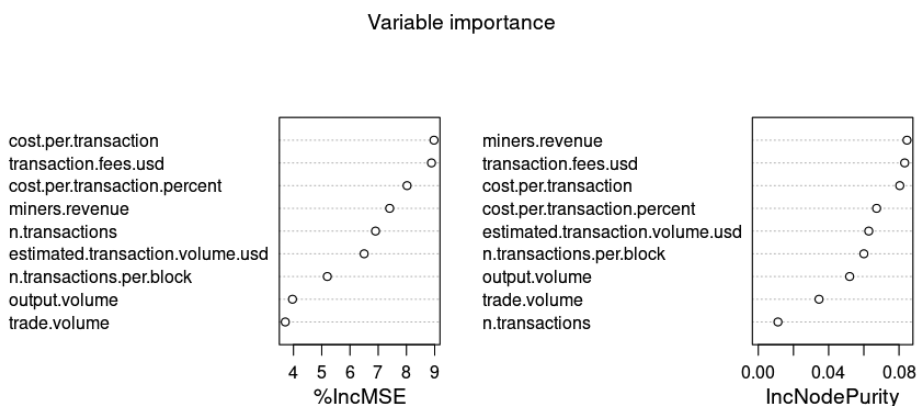 Variable importance
cost.per.transaction
transaction.fees.usd
cost.per.transaction.percent
miners.revenue
n.transactions
estimated.transaction.volume.usd
n.transactions.per.block
output.volume
trade.volume
4 5 6 7 8 9
%IncMSE
miners.revenue
transaction.fees.usd
cost.per.transaction
cost.per.transaction.percent
estimated.transaction.volume.usd
n.transactions.per.block
output.volume
trade.volume
n.transactions
0.00 0.04 0.08
IncNodePurity